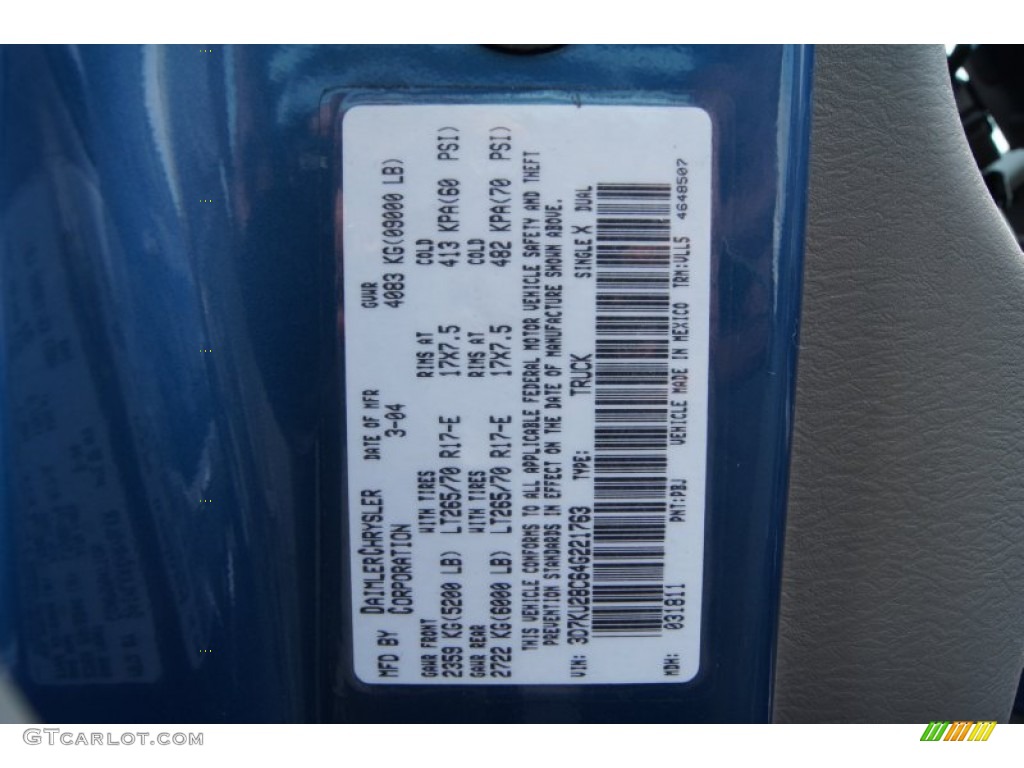 MFD BY DAIMLERCHRYSLER CORPORATION DATE OF MFR 3-04 GVWR 4083 KG(09000 LB)
GAWR FRONT WITH TIRES RIMS AT COLD
2359 KG(5200 LB) LT265/70 R17-E 17X7.5 413 KPA(60 PSI)
GAWR REAR WITH TIRES RIMS AT COLD
2722 KG(6000 LB) LT265/70 R17-E 17X7.5 482 KPA(70 PSI)
THIS VEHICLE CONFORMS TO ALL APPLICABLE FEDERAL MOTOR VEHICLE SAFETY AND THEFT
PREVENTION STANDARDS IN EFFECT ON THE DATE OF MANUFACTURE SHOWN ABOVE.
VIN: 3D7KU28C64G221763 TYPE: TRUCK SINGLE X DUAL
MDH: 031811 PNT:PBJ VEHICLE MADE IN MEXICO TRM:VLL5 4648507
GTCARLOT.COM